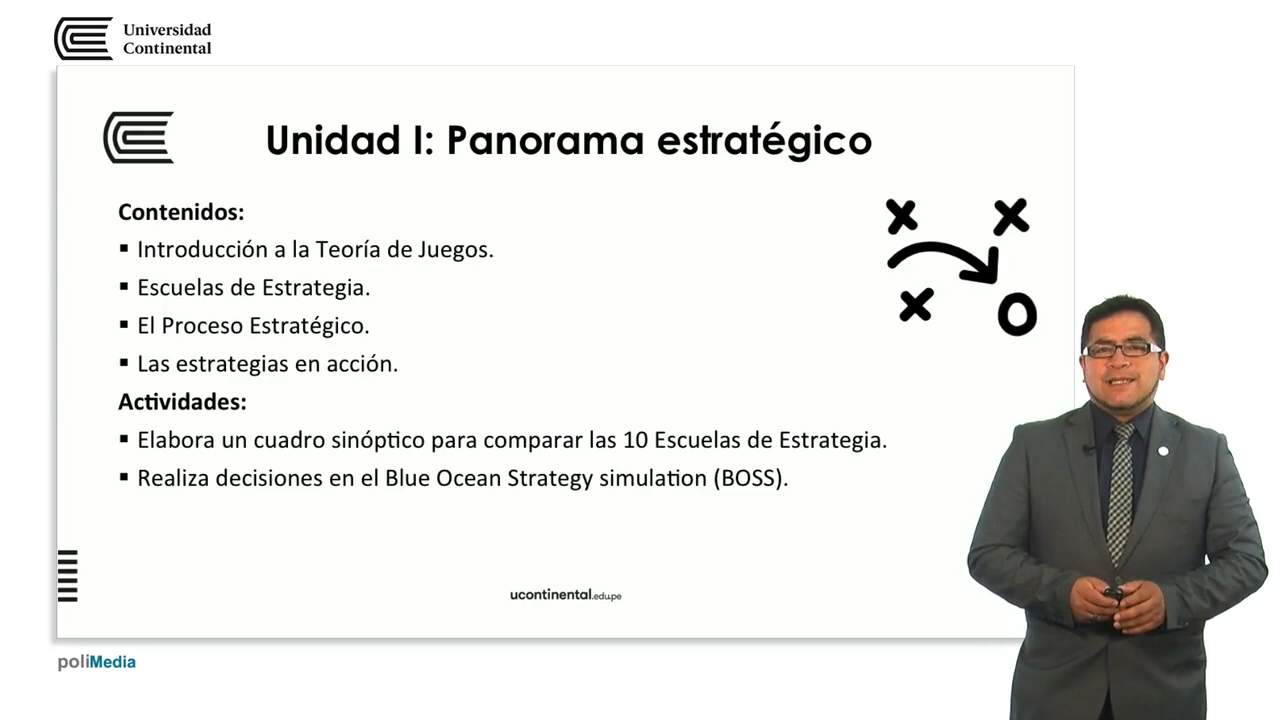 Universidad
Continental
Unidad I: Panorama estratégico
Contenidos:
▪ Introducción a la Teoría de Juegos.
▪ Escuelas de Estrategia.
▪ El Proceso Estratégico.
▪ Las estrategias en acción.
Actividades:
▪ Elabora un cuadro sinóptico para comparar las 10 Escuelas de Estrategia.
▪ Realiza decisiones en el Blue Ocean Strategy simulation (BOSS).
ucontinental.edu.pe
poliMedia